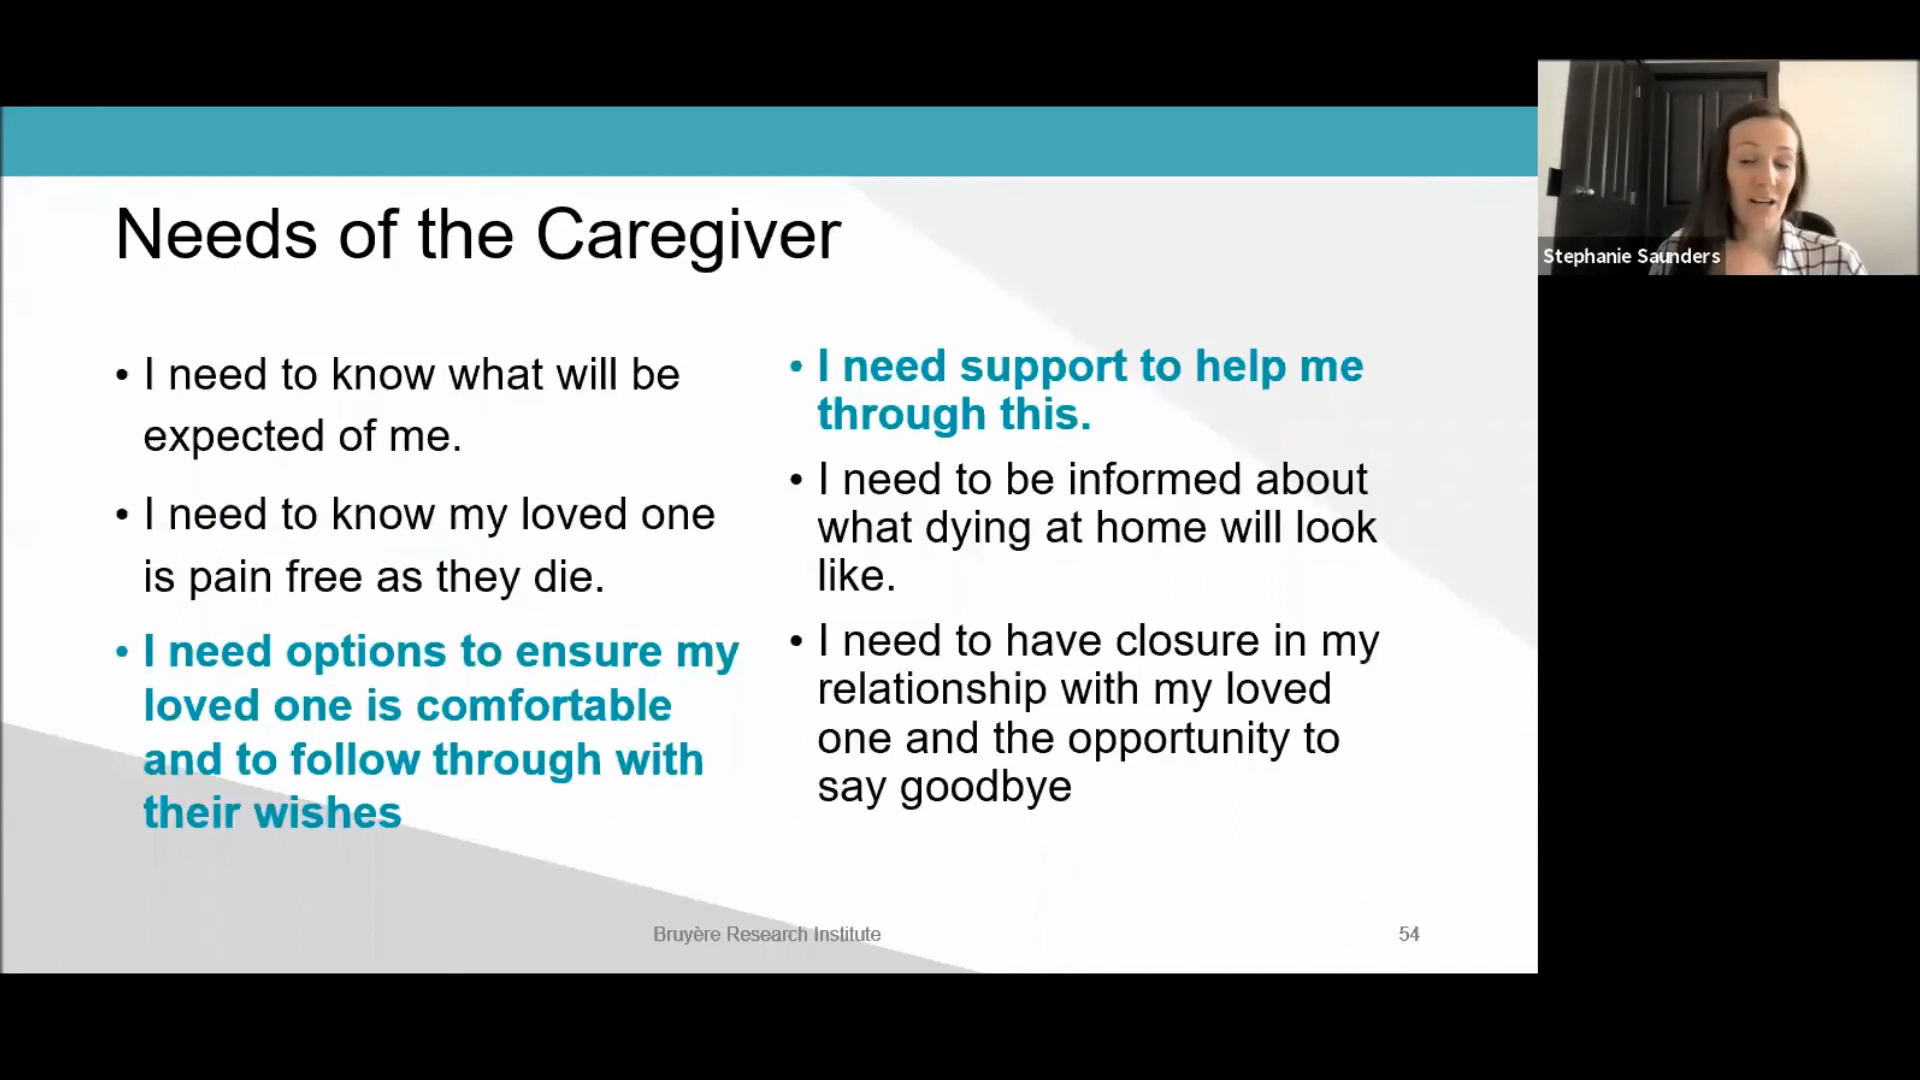 Needs of the Caregiver
• I need to know what will be
expected of me.
• I need to know my loved one
is pain free as they die.
• I need options to ensure my
loved one is comfortable
and to follow through with
their wishes
• I need support to help me
through this.
• I need to be informed about
what dying at home will look
like.
• I need to have closure in my
relationship with my loved
one and the opportunity to
say goodbye
Bruyère Research Institute
54
Stephanie Saunders